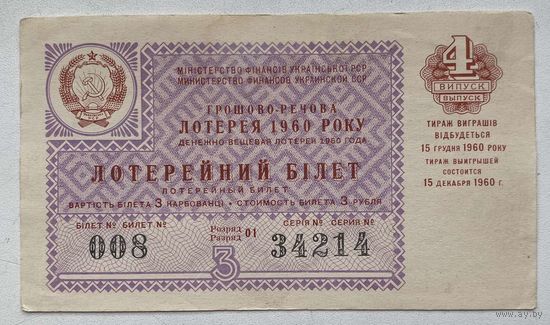 МІНІСТЕРСТВО ФІНАНСІВ УКРАЇНСЬКОЇ РСР
МИНИСТЕРСТВО ФИНАНСОВ УКРАИНСКОЙ ССР
ГРОШОВО-РЕЧОВА
ЛОТЕРЕЯ 1960 РОКУ
ДЕНЕЖНО-ВЕЩЕВАЯ ЛОТЕРЕЯ 1960 ГОДА
ЛОТЕРЕЙНИЙ БІЛЕТ
ЛОТЕРЕЙНЫЙ БИЛЕТ
ВАРТІСТЬ БІЛЕТА 3 КАРБОВАНЦІ • СТОИМОСТЬ БИЛЕТА 3 РУБЛЯ
БІЛЕТ № БИЛЕТ №
008
Розряд
Разряд 01
СЕРІЯ № СЕРИЯ №
34214
3
4
ВИПУСК
ВЫПУСК
ТИРАЖ ВИГРАШІВ
ВІДБУДЕТЬСЯ
15 ГРУДНЯ 1960 РОКУ
ТИРАЖ ВЫИГРЫШЕЙ
СОСТОИТСЯ
15 ДЕКАБРЯ 1960 г.
www.ay.by